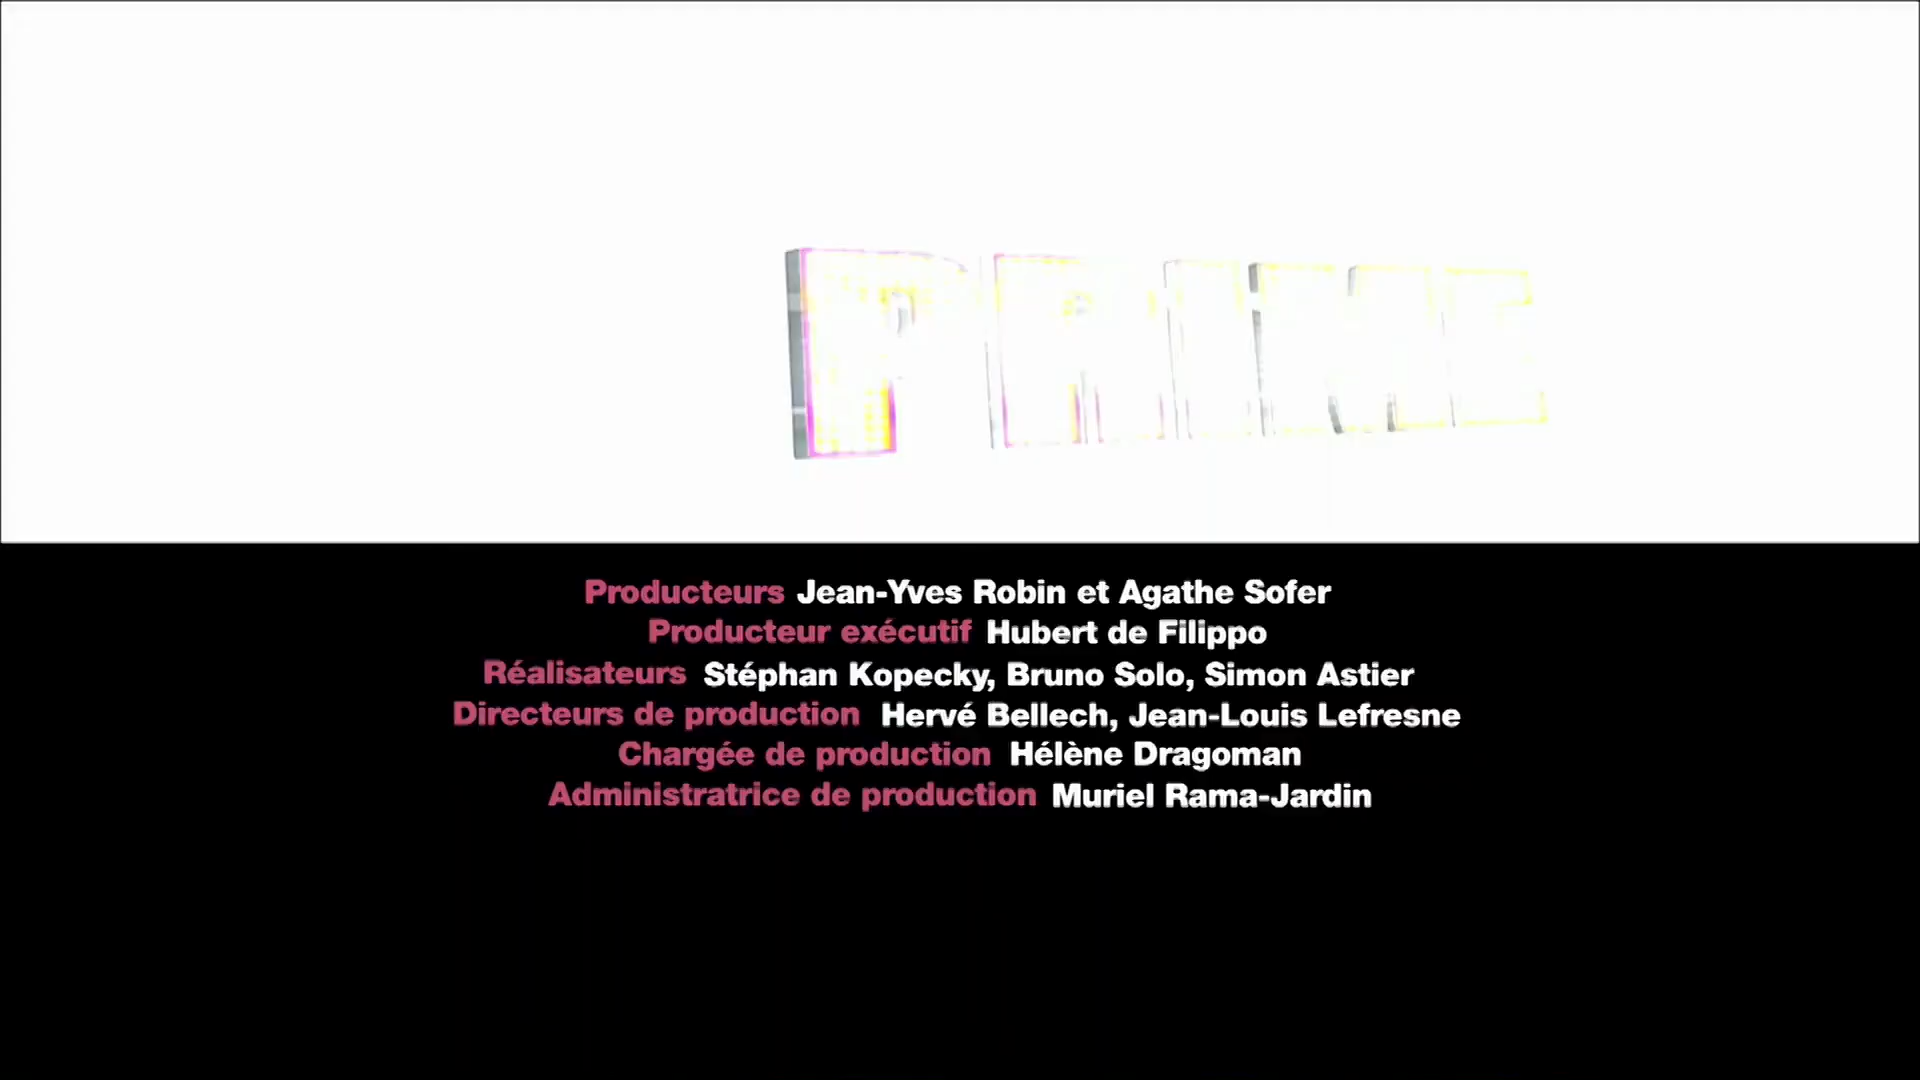 PRIME
Producteurs Jean-Yves Robin et Agathe Sofer
Producteur exécutif Hubert de Filippo
Réalisateurs Stéphan Kopecky, Bruno Solo, Simon Astier
Directeurs de production Hervé Bellech, Jean-Louis Lefresne
Chargée de production Hélène Dragoman
Administratrice de production Muriel Rama-Jardin